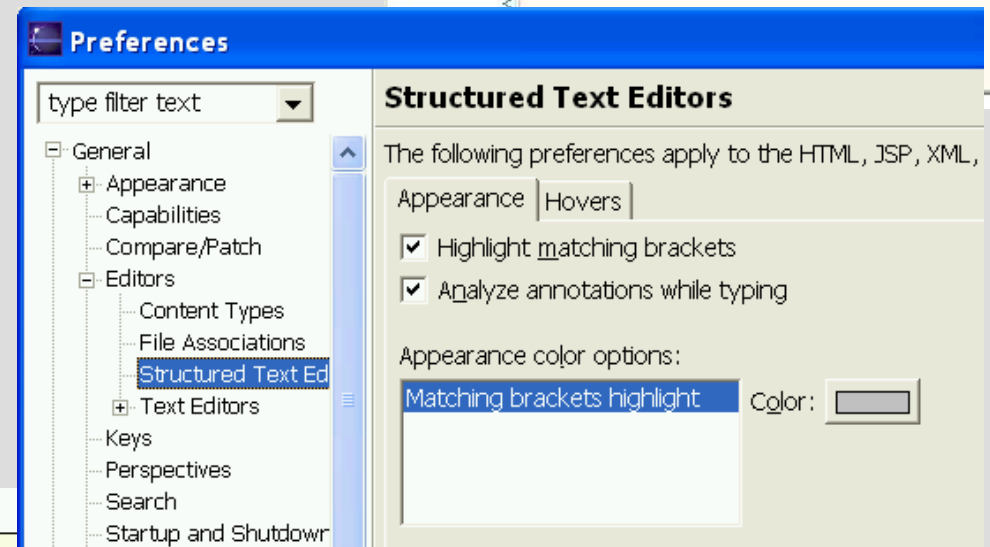 Preferences
type filter text
General
Appearance
Capabilities
Compare/Patch
Editors
Content Types
File Associations
Structured Text Ed
Text Editors
Keys
Perspectives
Search
Startup and Shutdown
Structured Text Editors
The following preferences apply to the HTML, JSP, XML,
Appearance Hovers
Highlight matching brackets
Analyze annotations while typing
Appearance color options:
Matching brackets highlight Color: